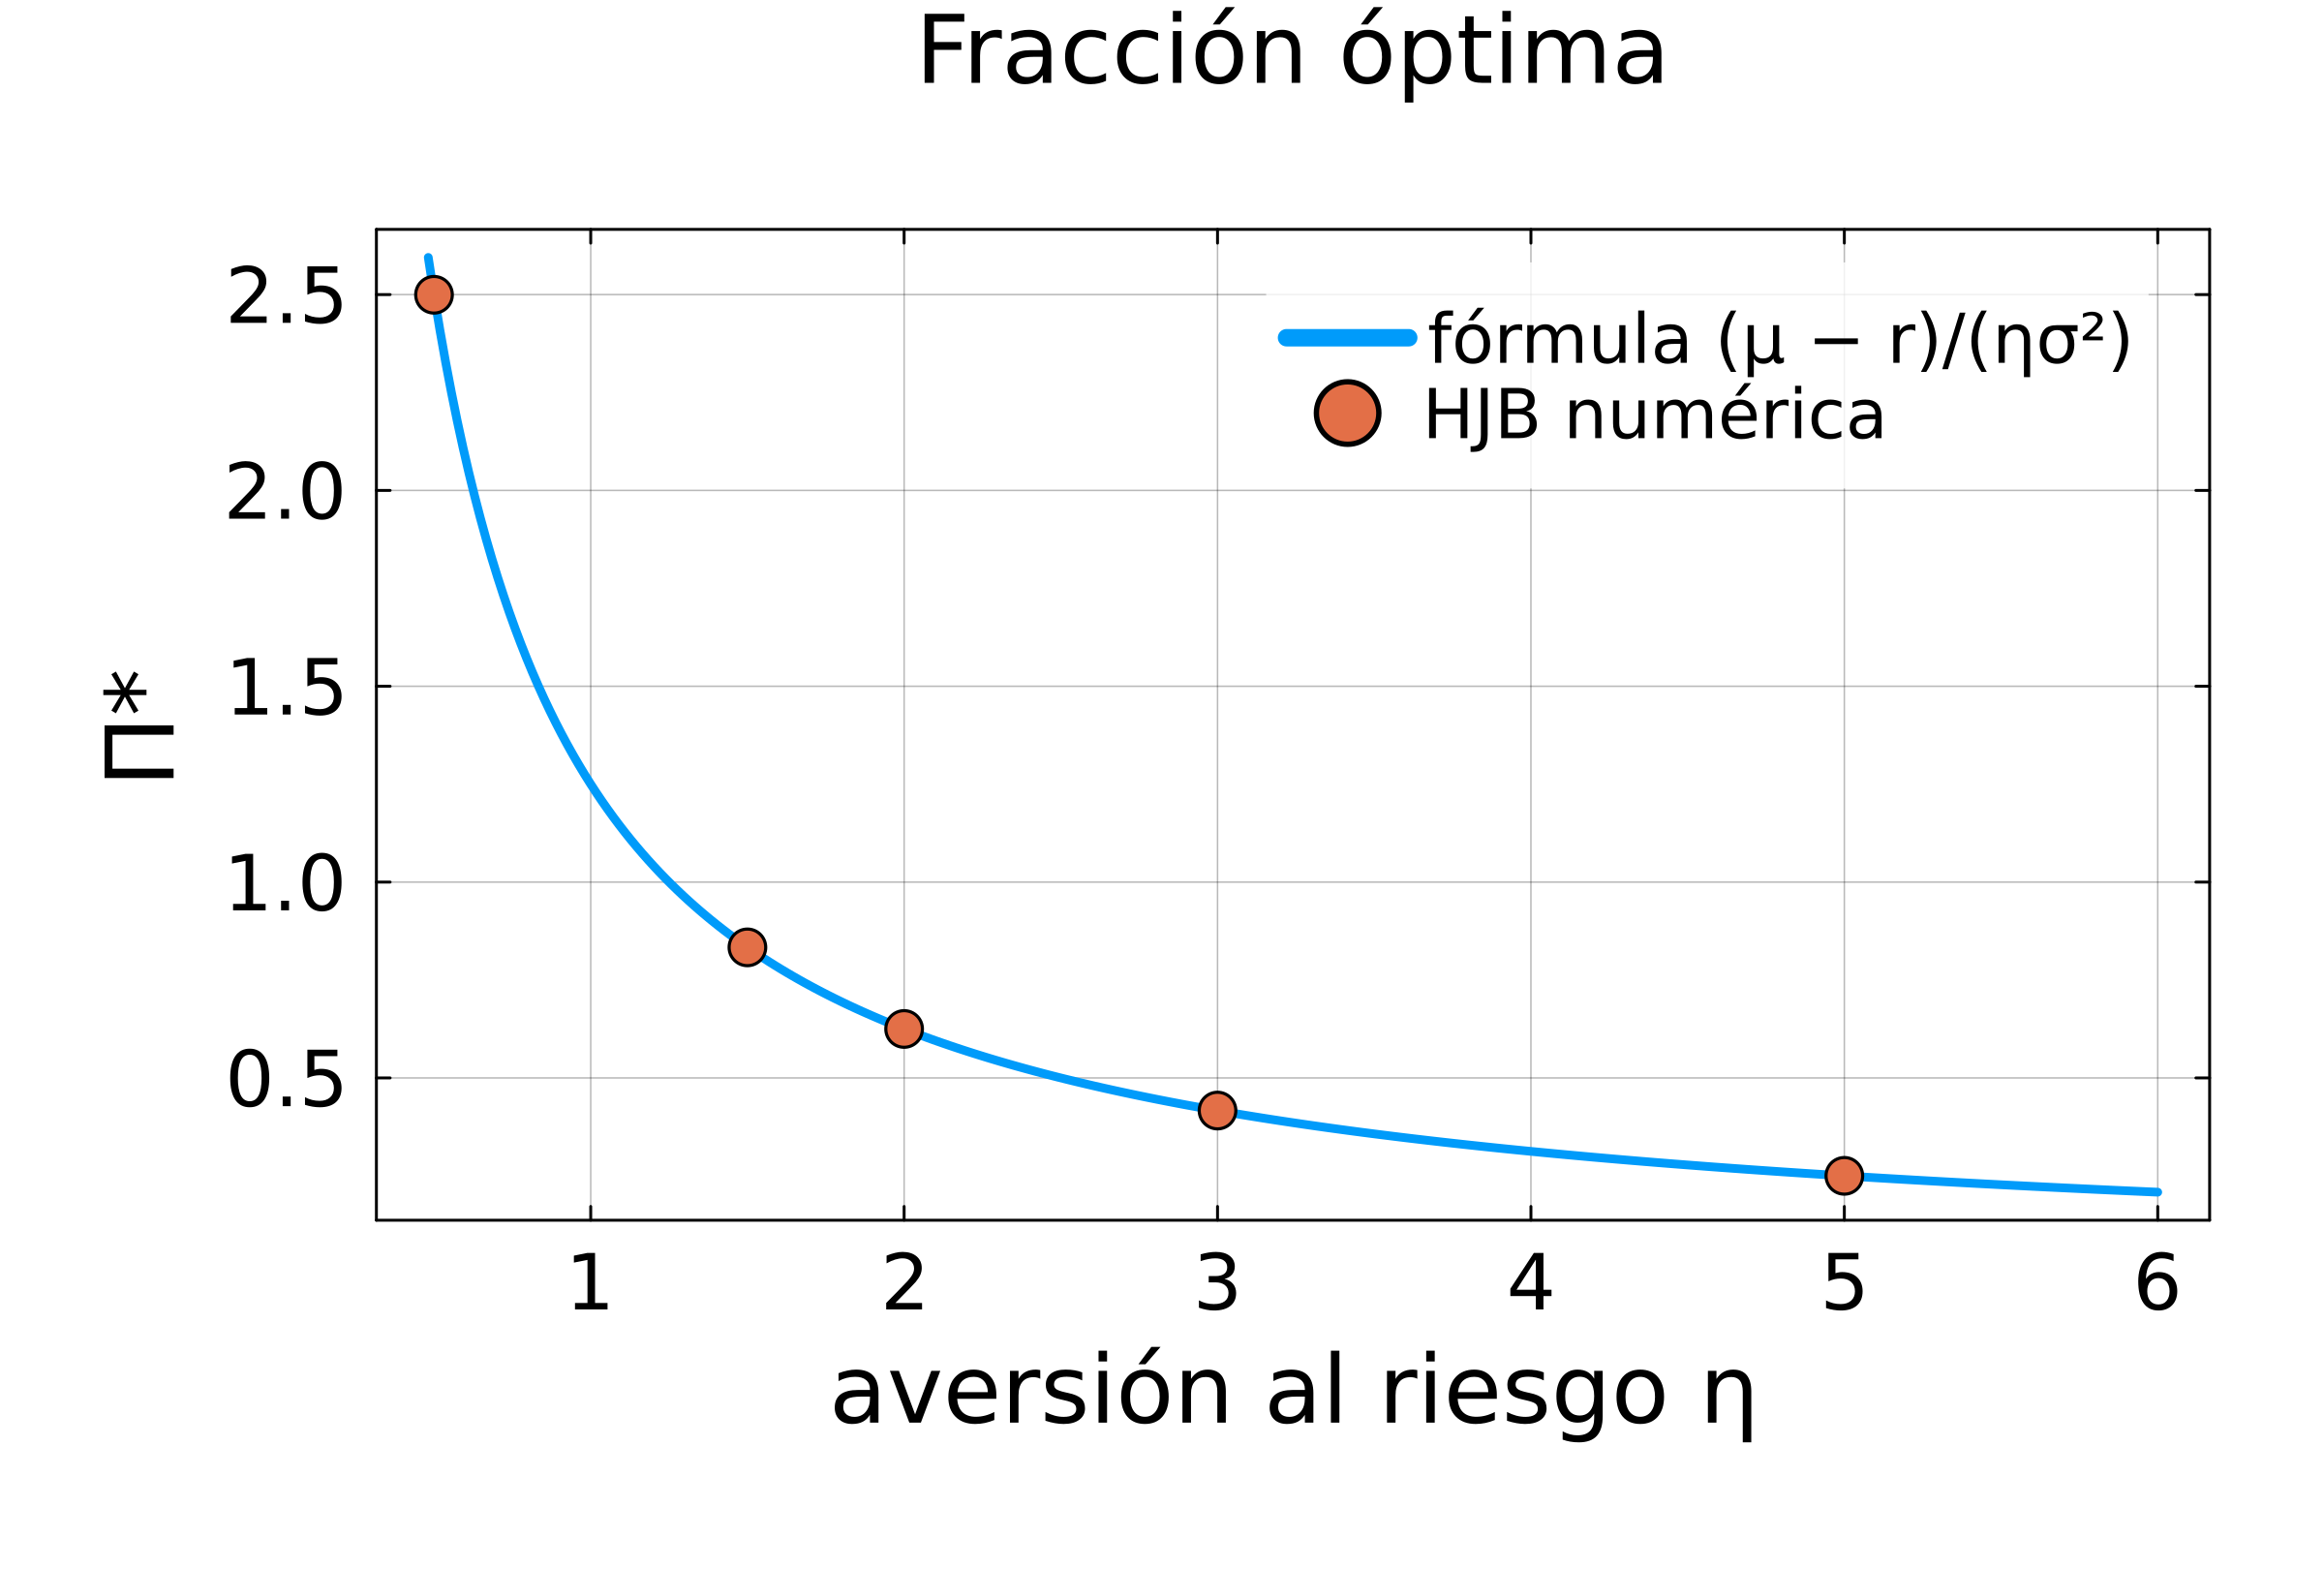 Fracción óptima
fórmula (μ − r)/(ησ²)
HJB numérica
2.5
2.0
1.5
1.0
0.5
Π*
1 2 3 4 5 6
aversión al riesgo η